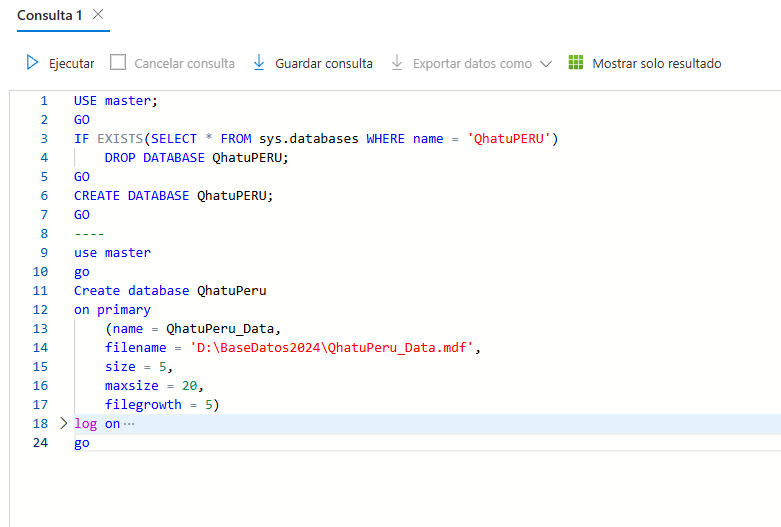 Consulta 1
Ejecutar Cancelar consulta Guardar consulta Exportar datos como Mostrar solo resultado
1 USE master;
2 GO
3 IF EXISTS(SELECT * FROM sys.databases WHERE name = 'QhatuPERU')
4 DROP DATABASE QhatuPERU;
5 GO
6 CREATE DATABASE QhatuPERU;
7 GO
8 ----
9 use master
10 go
11 Create database QhatuPeru
12 on primary
13 (name = QhatuPeru_Data,
14 filename = 'D:\BaseDatos2024\QhatuPeru_Data.mdf',
15 size = 5,
16 maxsize = 20,
17 filegrowth = 5)
18 log on ···
24 go